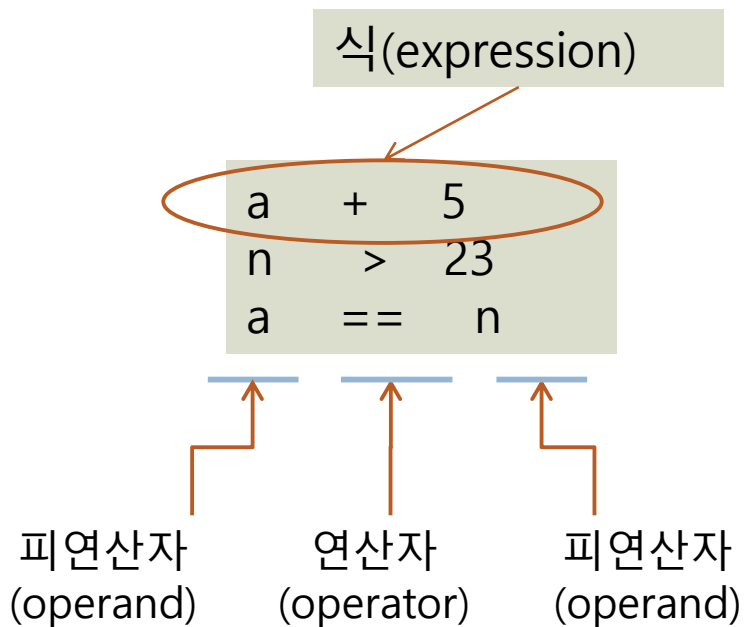 식(expression)
a + 5
n > 23
a == n
피연산자 연산자 피연산자
(operand) (operator) (operand)